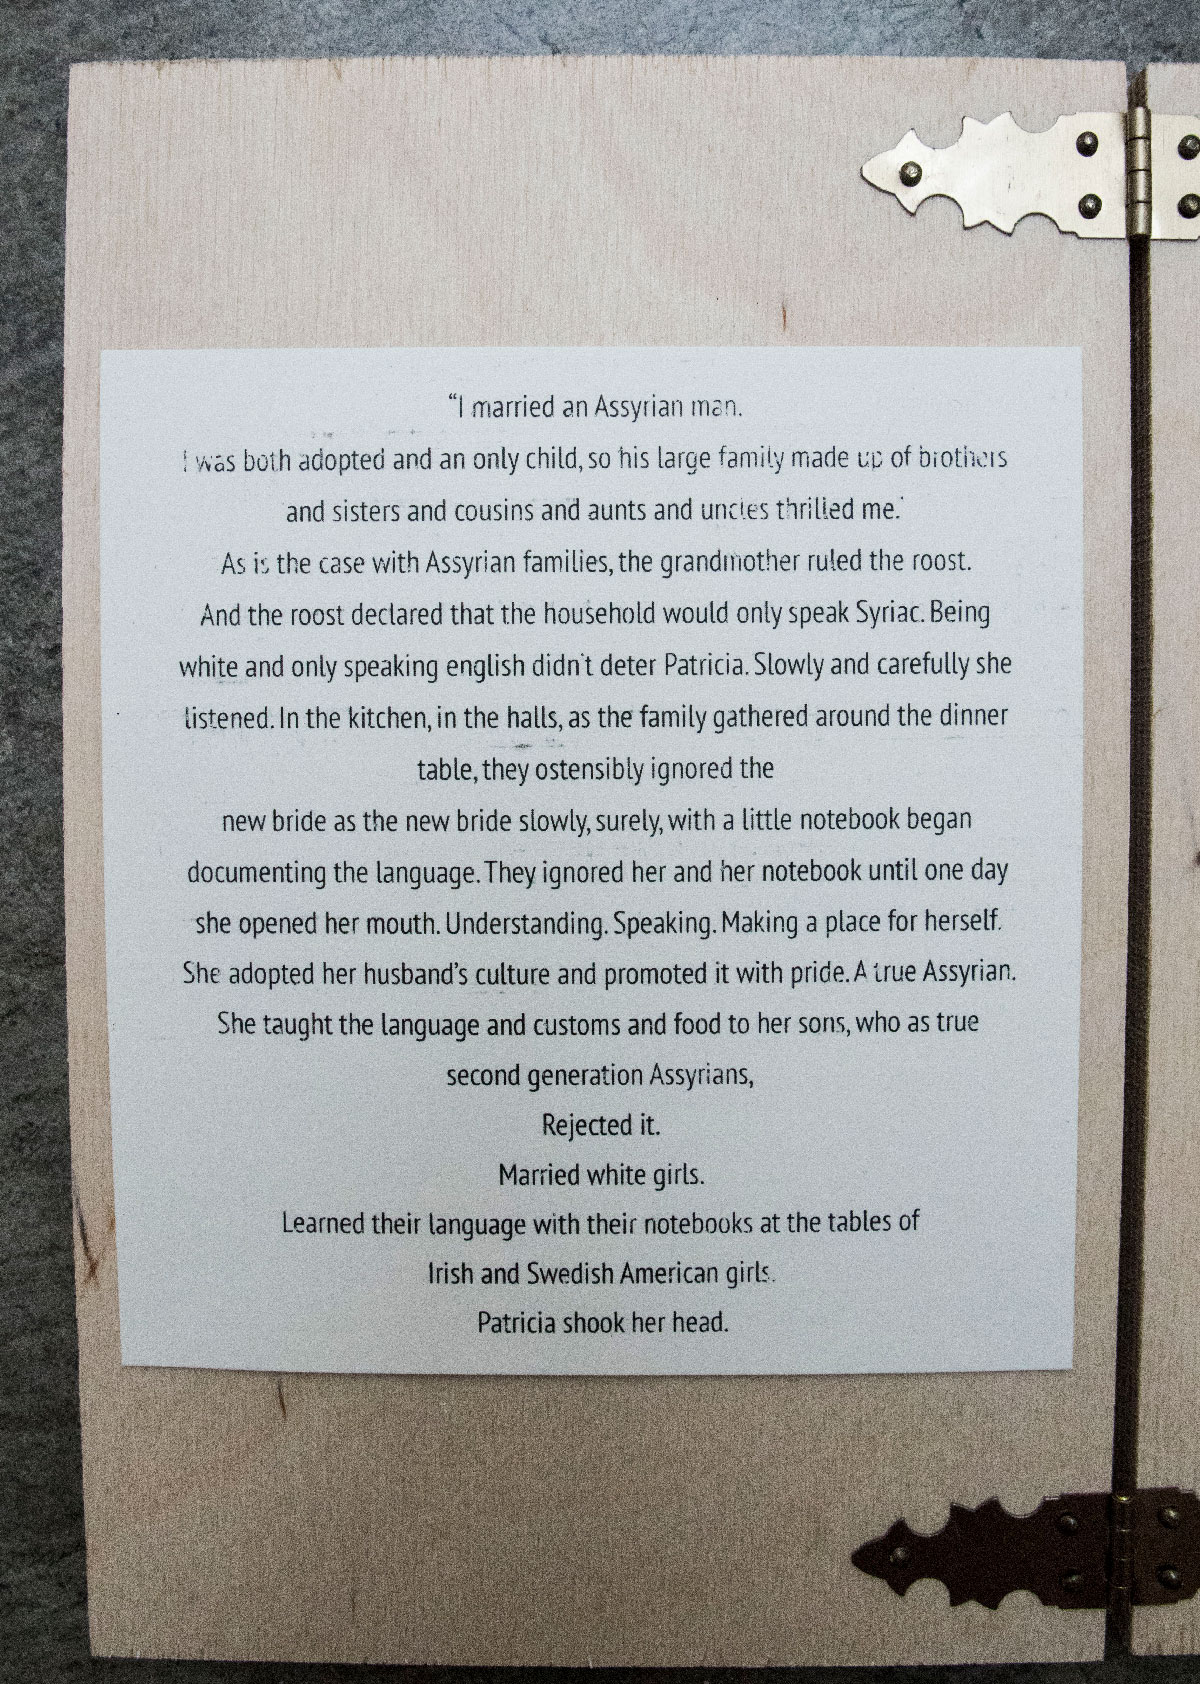 “I married an Assyrian man.
I was both adopted and an only child, so his large family made up of brothers
and sisters and cousins and aunts and uncles thrilled me.'
As is the case with Assyrian families, the grandmother ruled the roost.
And the roost declared that the household would only speak Syriac. Being
white and only speaking english didn't deter Patricia. Slowly and carefully she
listened. In the kitchen, in the halls, as the family gathered around the dinner
table, they ostensibly ignored the
new bride as the new bride slowly, surely, with a little notebook began
documenting the language. They ignored her and her notebook until one day
she opened her mouth. Understanding. Speaking. Making a place for herself.
She adopted her husband’s culture and promoted it with pride. A true Assyrian.
She taught the language and customs and food to her sons, who as true
second generation Assyrians,
Rejected it.
Married white girls.
Learned their language with their notebooks at the tables of
Irish and Swedish American girls.
Patricia shook her head.